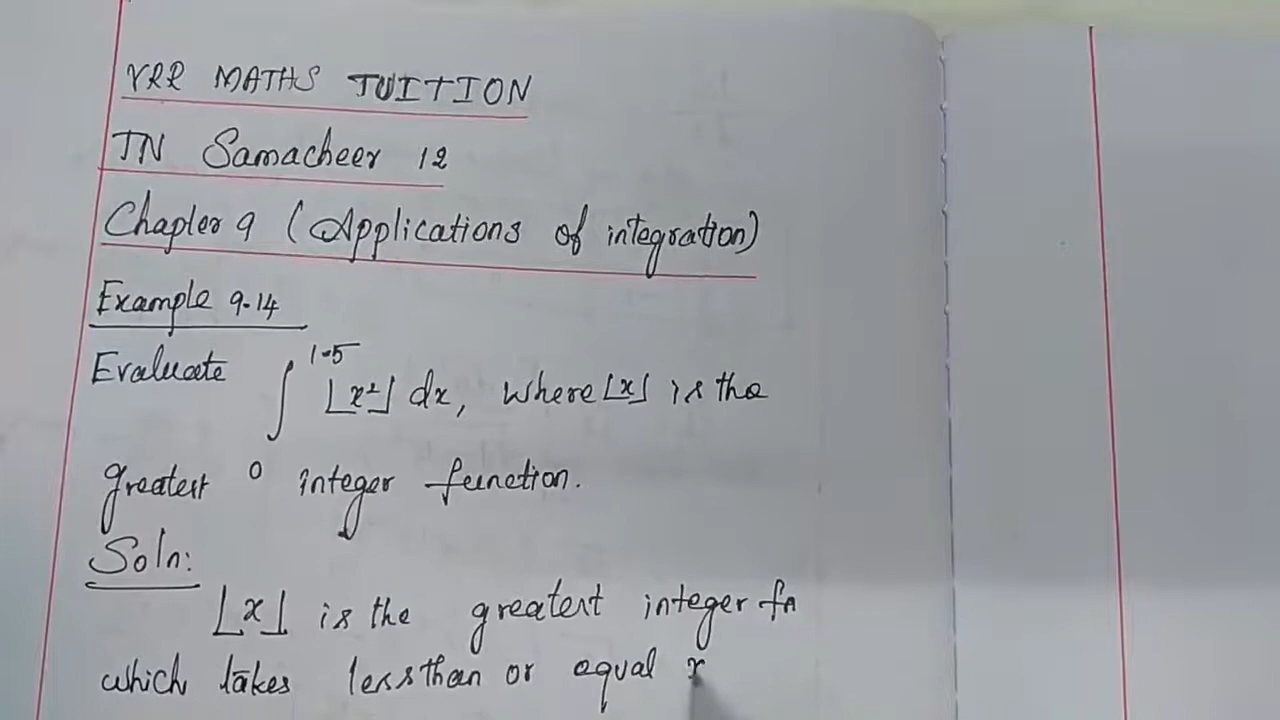 VRR MATHS TUITION
TN Samacheer 12
Chapter 9 (Applications of integration)
Example 9.14
Evaluate ∫₀^1.5 ⌊x²⌋ dx, where ⌊x⌋ is the
greatest integer function.
Soln:
⌊x⌋ is the greatest integer fn
which takes less than or equal x